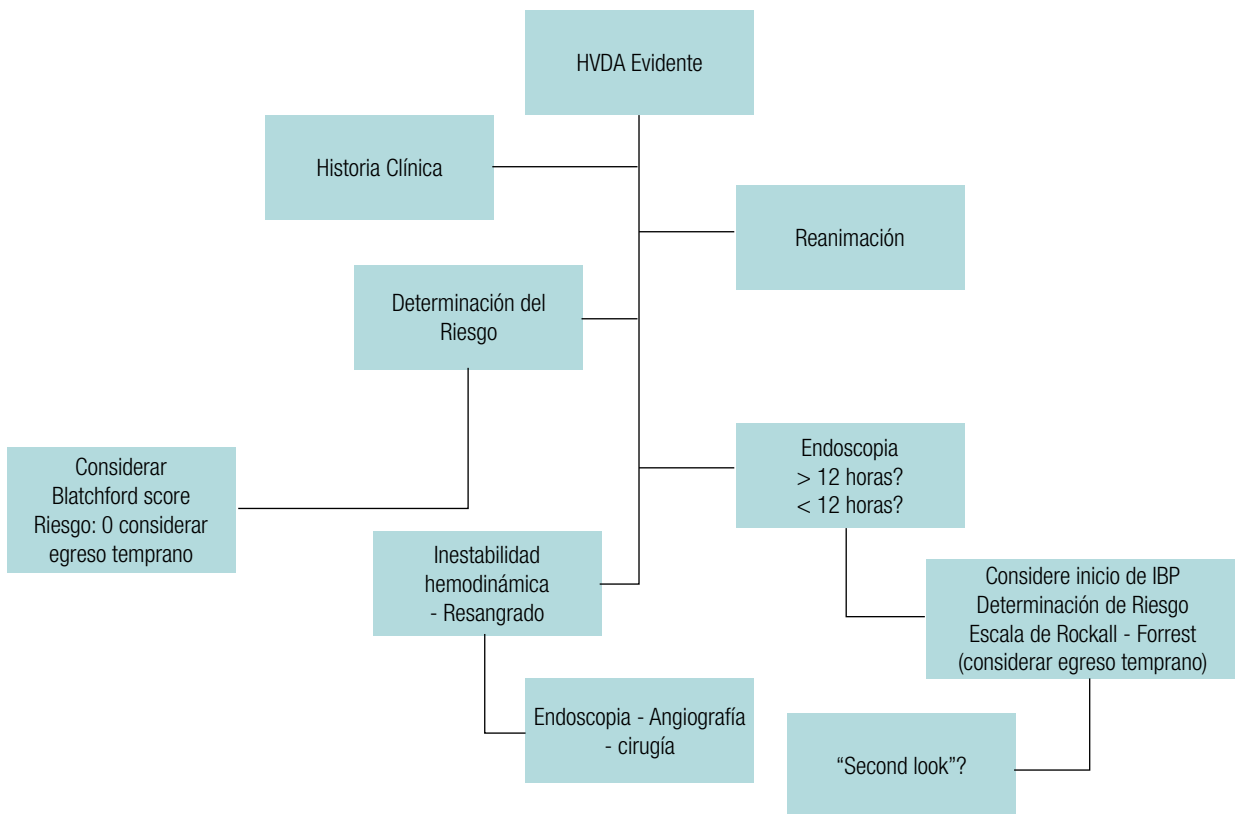 HVDA Evidente
Historia Clínica
Reanimación
Determinación del
Riesgo
Considerar
Blatchford score
Riesgo: 0 considerar
egreso temprano
Endoscopia
> 12 horas?
< 12 horas?
Inestabilidad
hemodinámica
- Resangrado
Considere inicio de IBP
Determinación de Riesgo
Escala de Rockall - Forrest
(considerar egreso temprano)
Endoscopia - Angiografía
- cirugía
“Second look”?